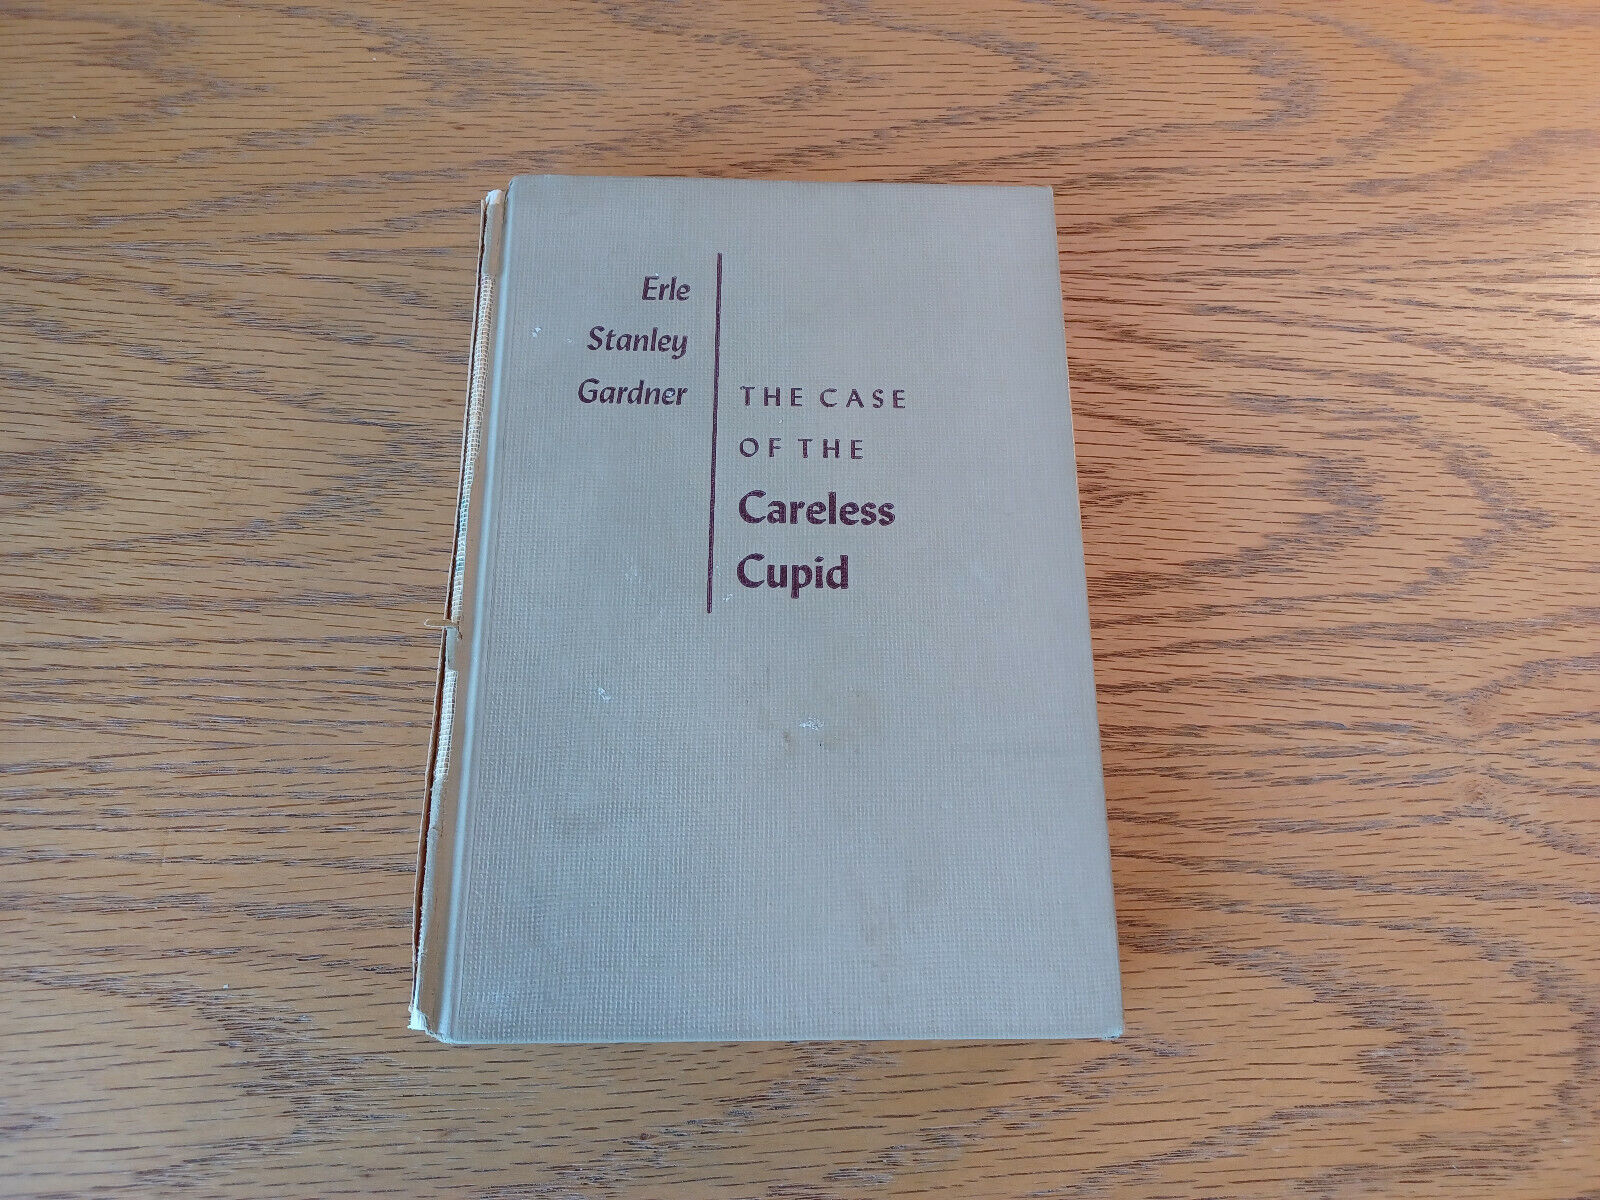 Erle
Stanley
Gardner
THE CASE
OF THE
Careless
Cupid